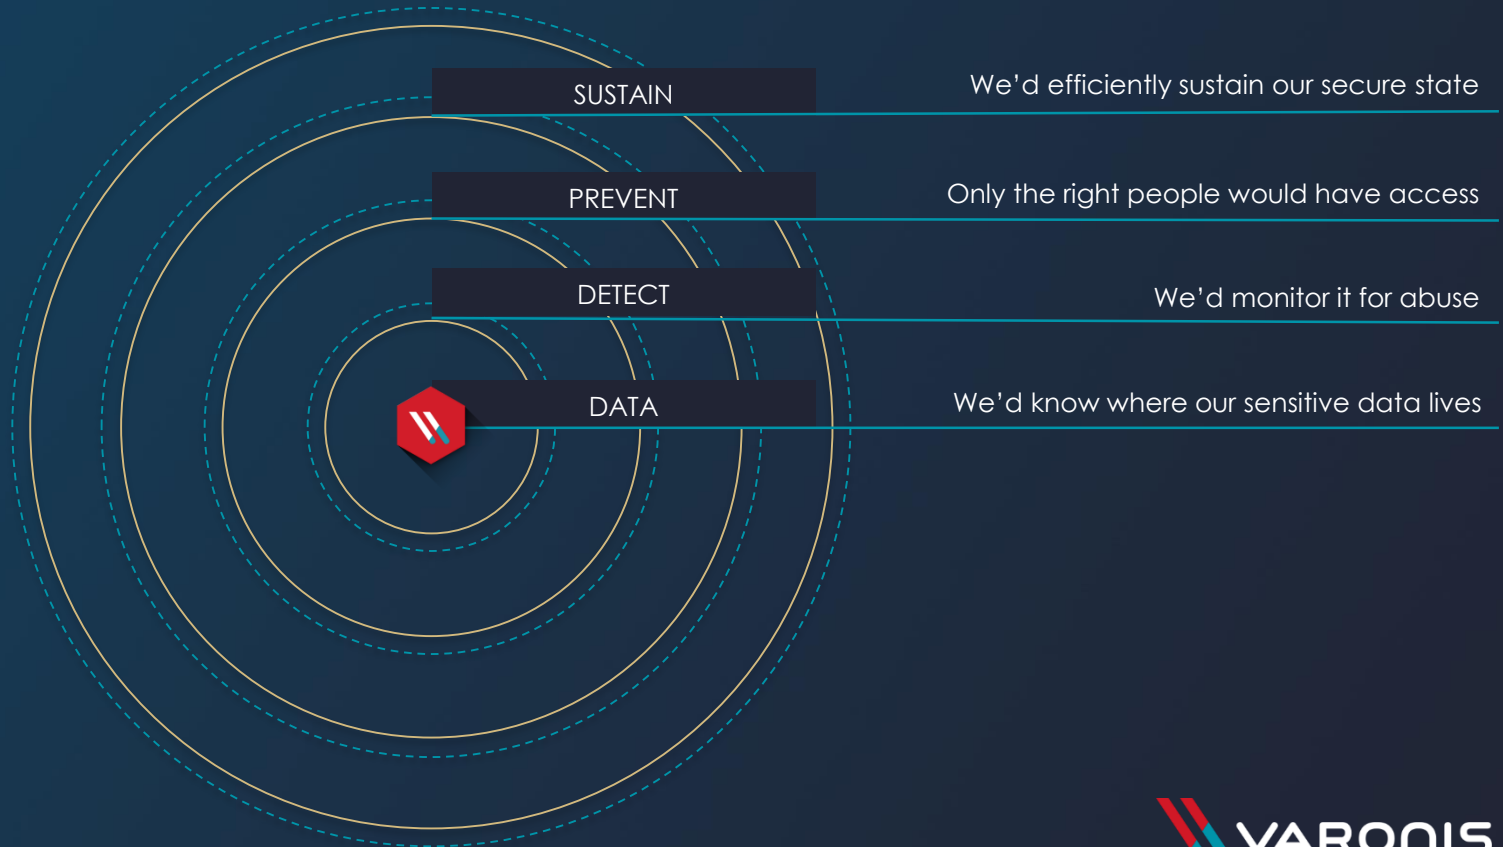 SUSTAIN
We’d efficiently sustain our secure state
PREVENT
Only the right people would have access
DETECT
We’d monitor it for abuse
DATA
We’d know where our sensitive data lives
VARONIS